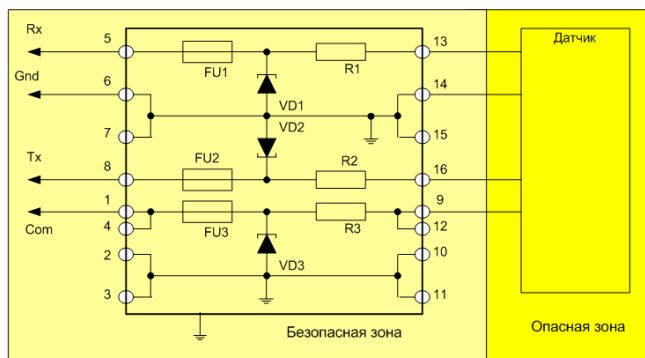 Rx
5
13
Датчик
FU1
R1
Gnd
6
14
VD1
VD2
7
15
Tx
8
FU2
R2
16
1
9
Com
4
FU3
R3
12
2
10
VD3
3
11
Безопасная зона
Опасная зона